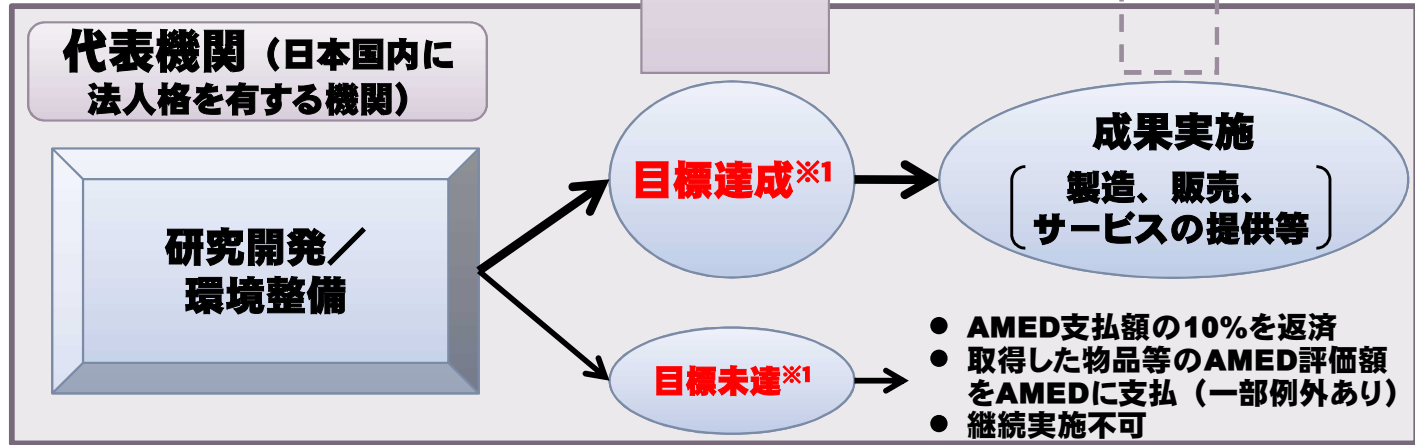 代表機関（日本国内に
法人格を有する機関）
研究開発／
環境整備
目標達成※1
成果実施
製造、販売、
サービスの提供等
目標未達※1
● AMED支払額の10%を返済
● 取得した物品等のAMED評価額
をAMEDに支払（一部例外あり）
● 継続実施不可